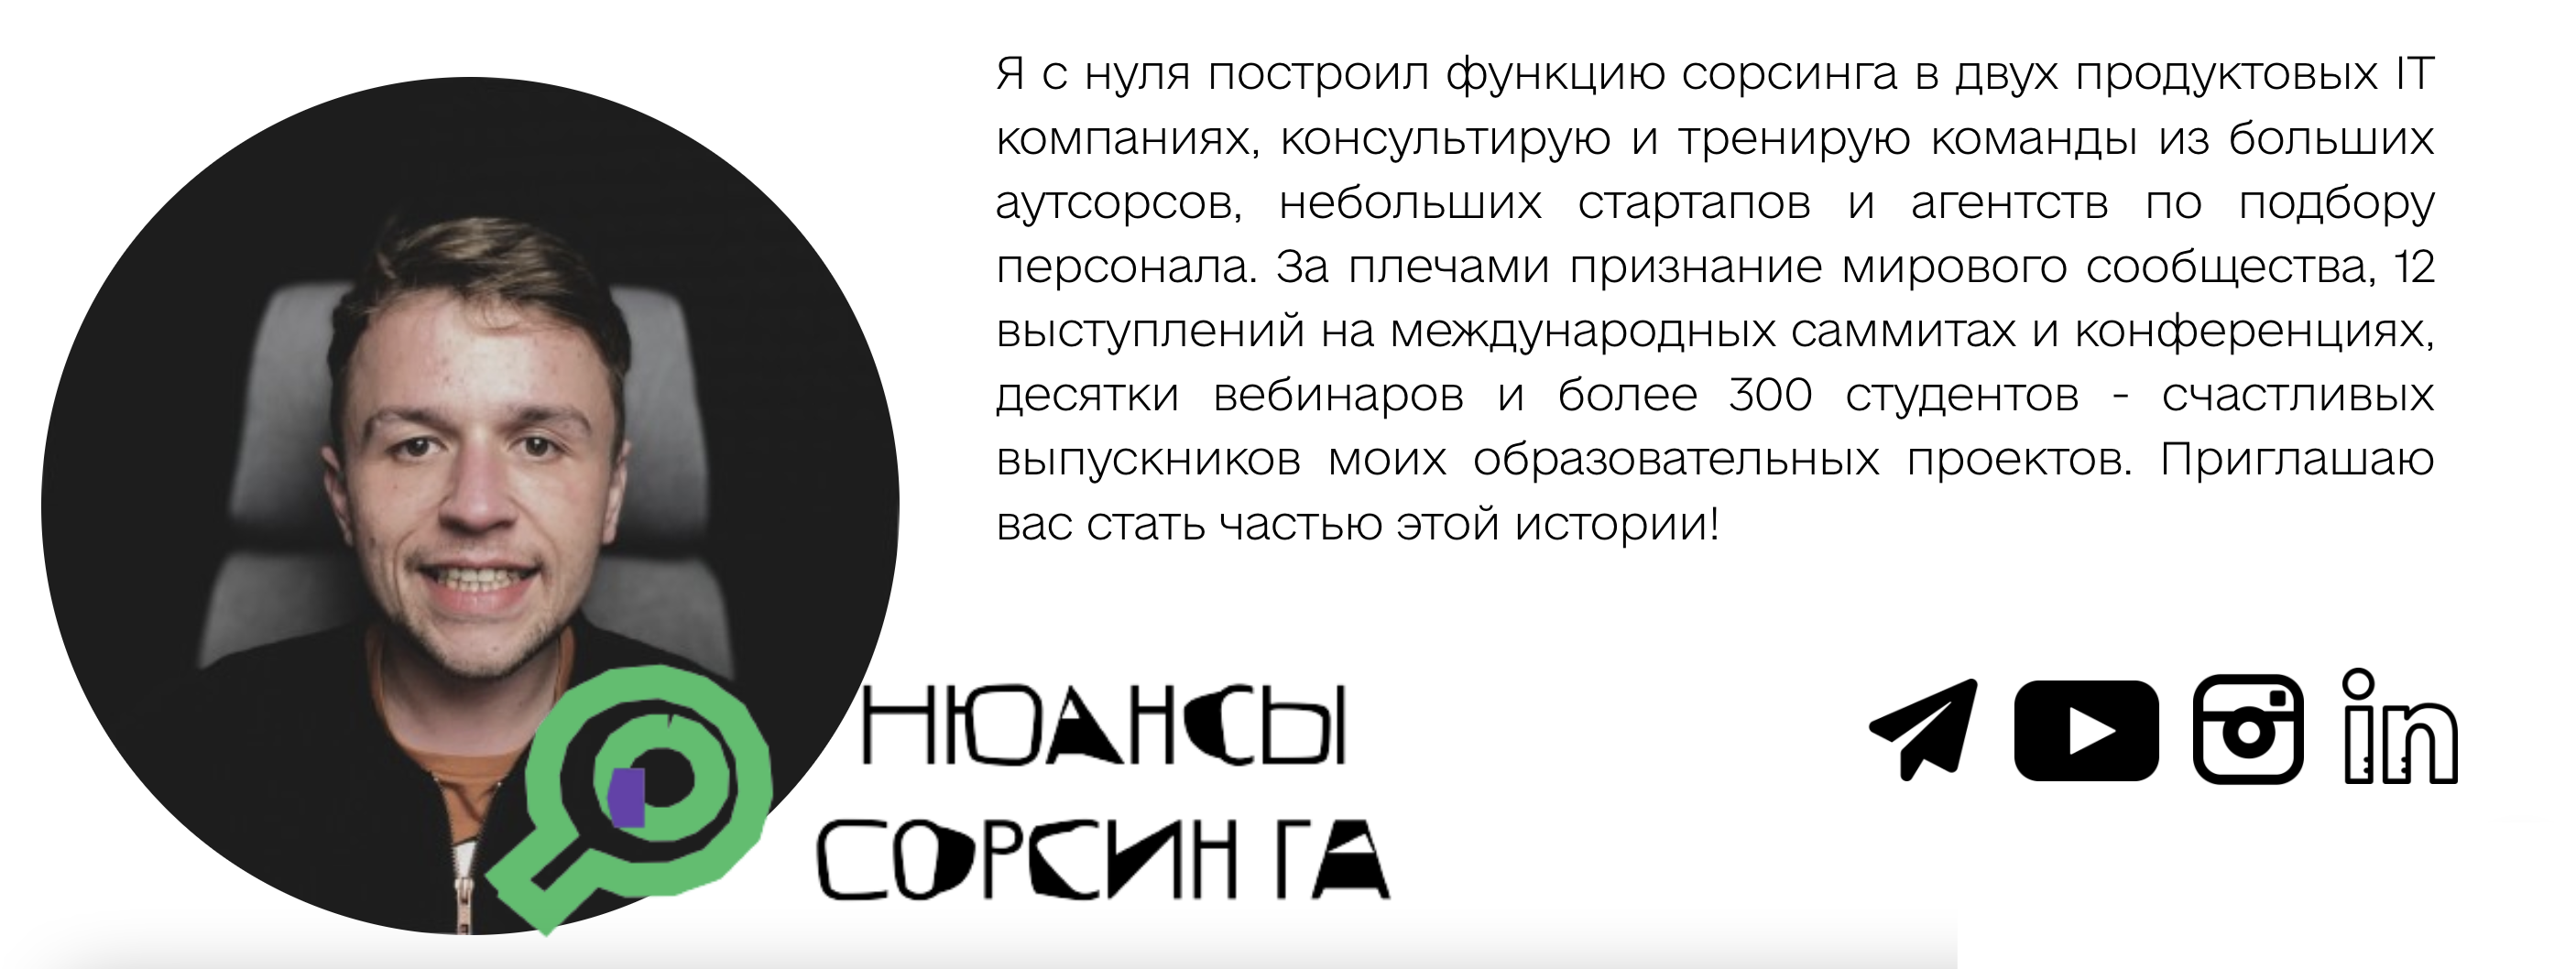 Я с нуля построил функцию сорсинга в двух продуктовых IT
компаниях, консультирую и тренирую команды из больших
аутсорсов, небольших стартапов и агентств по подбору
персонала. За плечами признание мирового сообщества, 12
выступлений на международных саммитах и конференциях,
десятки вебинаров и более 300 студентов - счастливых
выпускников моих образовательных проектов. Приглашаю
вас стать частью этой истории!
НЮАНСЫ
СОРСИНГА
in